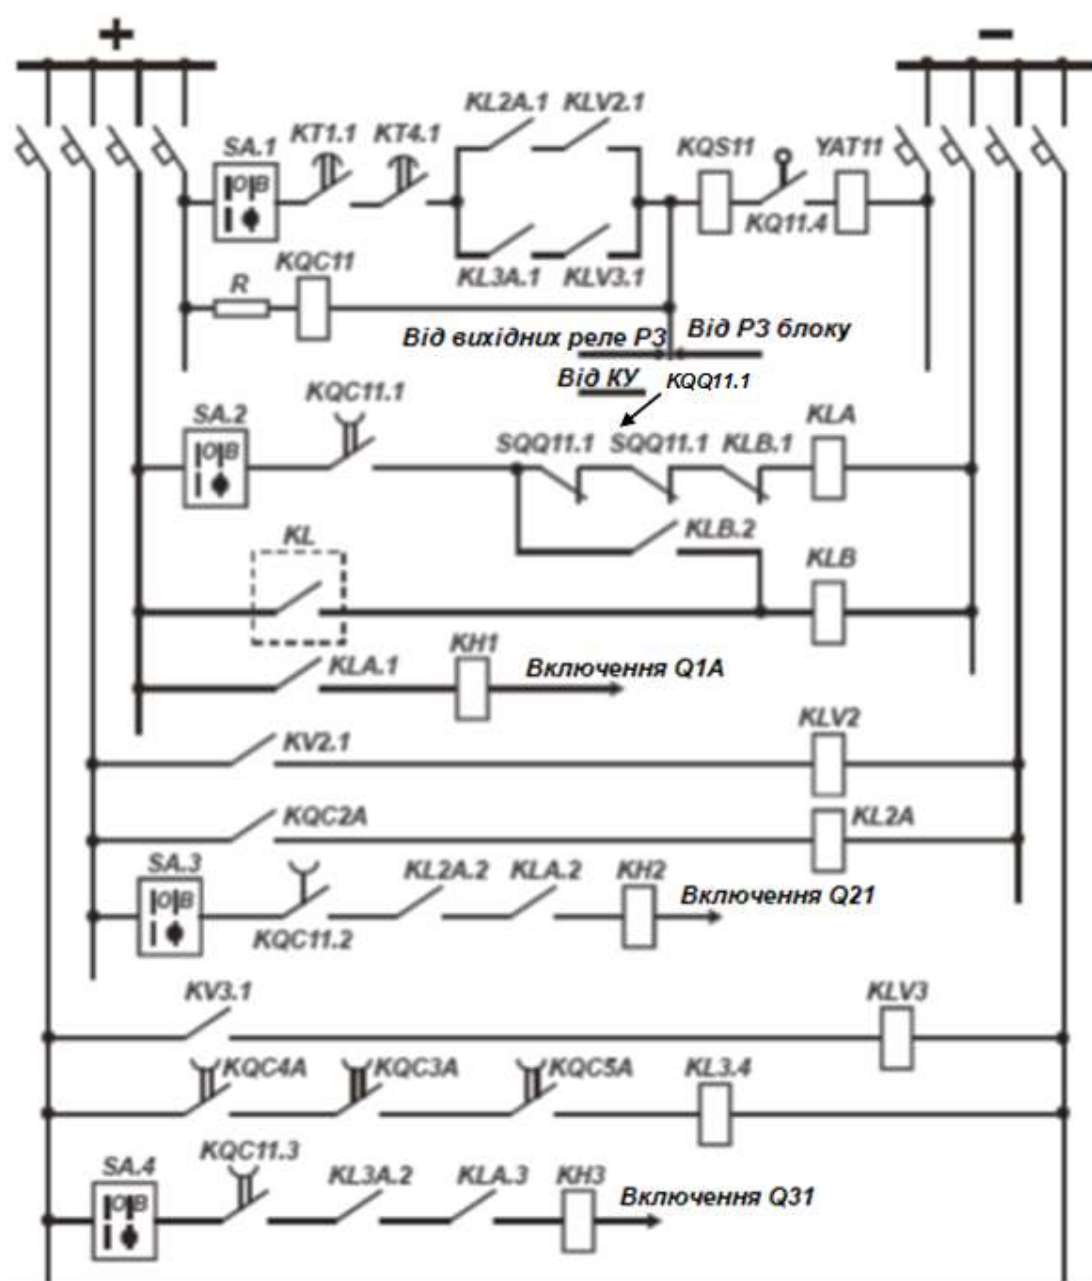 + −
KL2A.1 KLV2.1
SA.1 KT1.1 KT4.1 KQS11 YAT11
O B
KQ11.4
KL3A.1 KLV3.1
R KQC11
Від вихідних реле РЗ Від РЗ блоку
Від КУ KQQ11.1
KQC11.1
SA.2 SQQ11.1 SQQ11.1 KLB.1 KLA
O B
KLB.2
KL KLB
KLA.1 KH1 Включення Q1A
KV2.1 KLV2
KQC2A KL2A
SA.3 KL2A.2 KLA.2 KH2 Включення Q21
O B
KQC11.2
KV3.1 KLV3
KQC4A KQC3A KQC5A KL3.4
KQC11.3
SA.4 KL3A.2 KLA.3 KH3 Включення Q31
O B